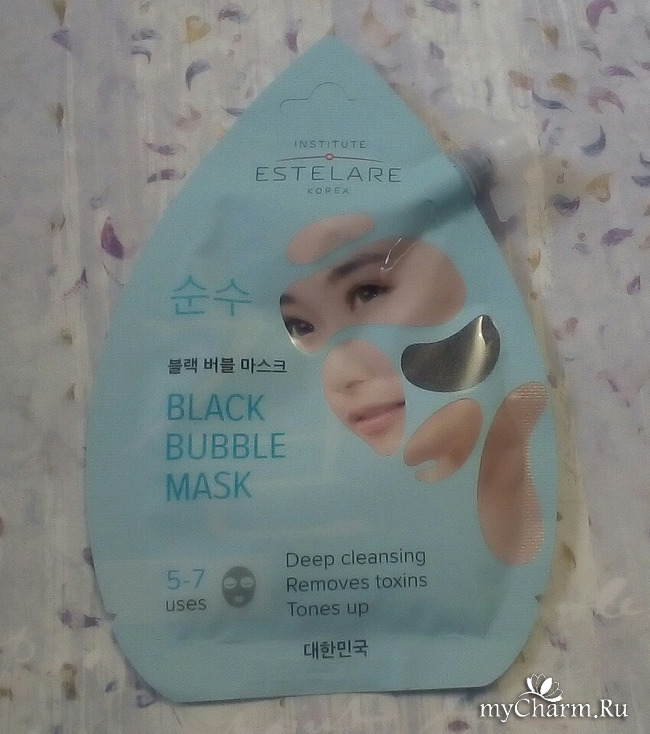 INSTITUTE
ESTELARE
KOREA
순수
블랙 버블 마스크
BLACK
BUBBLE
MASK
5-7
uses
Deep cleansing
Removes toxins
Tones up
대한민국
myCharm.Ru